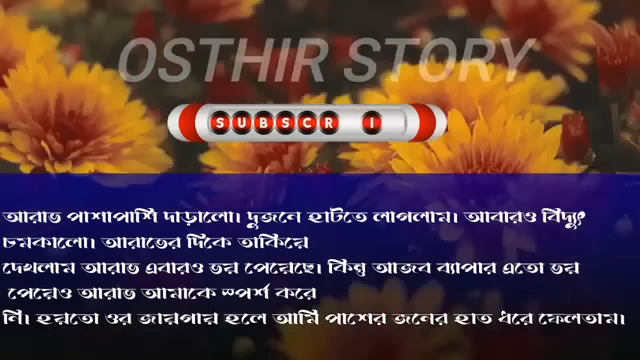 OSTHIR STORY
SUBSCRI
আরাভ পাশাপাশি দাড়ালো। দুজনে হাটতে লাগলাম। আবারও বিদ্যুৎ
চমকালো। আরাভের দিকে তাকিয়ে
দেখলাম আরাভ এবারও ভয় পেয়েছে। কিন্তু আজব ব্যাপার এতো ভয়
পেয়েও আরাভ আমাকে স্পর্শ করে
নি। হয়তো ওর জায়গায় হলে আমি পাশের জনের হাত ধরে ফেলতাম।